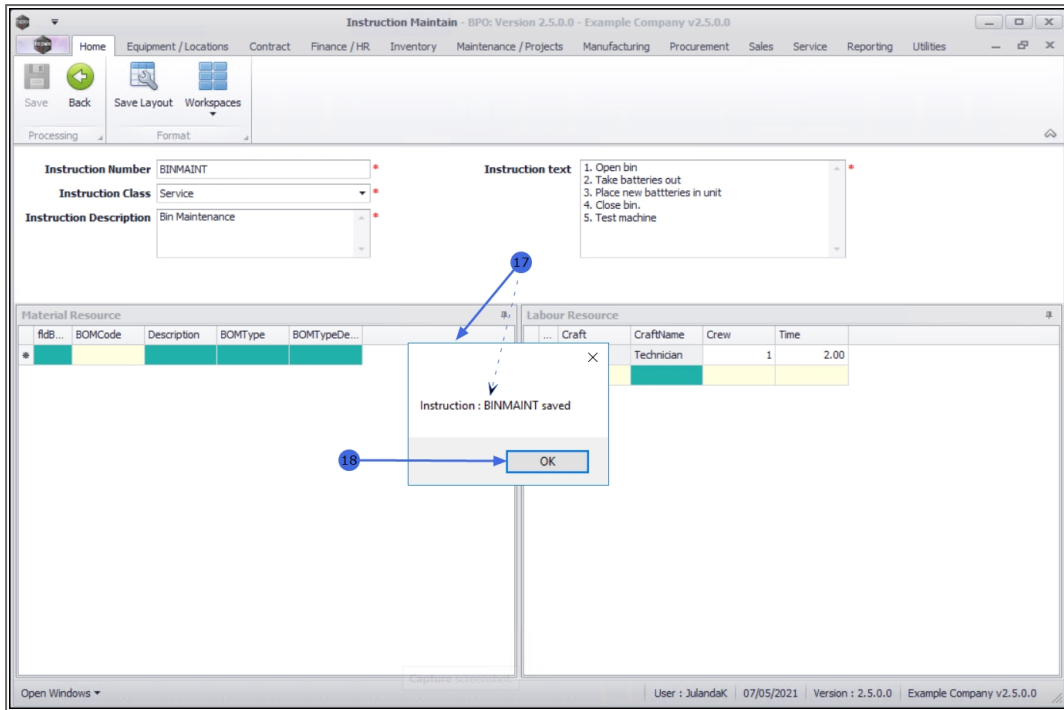 Instruction Maintain - BPO: Version 2.5.0.0 - Example Company v2.5.0.0
Home Equipment / Locations Contract Finance / HR Inventory Maintenance / Projects Manufacturing Procurement Sales Service Reporting Utilities
Save Back Save Layout Workspaces
Processing Format
Instruction Number BINMAINT *
Instruction Class Service *
Instruction Description Bin Maintenance *
Instruction text *
1. Open bin
2. Take batteries out
3. Place new battteries in unit
4. Close bin.
5. Test machine
17
Material Resource
fldB... BOMCode Description BOMType BOMTypeDe...
Labour Resource
... Craft CraftName Crew Time
Technician 1 2.00
Instruction : BINMAINT saved
18
OK
Capture screenshot
Open Windows User : JulandaK 07/05/2021 Version : 2.5.0.0 Example Company v2.5.0.0